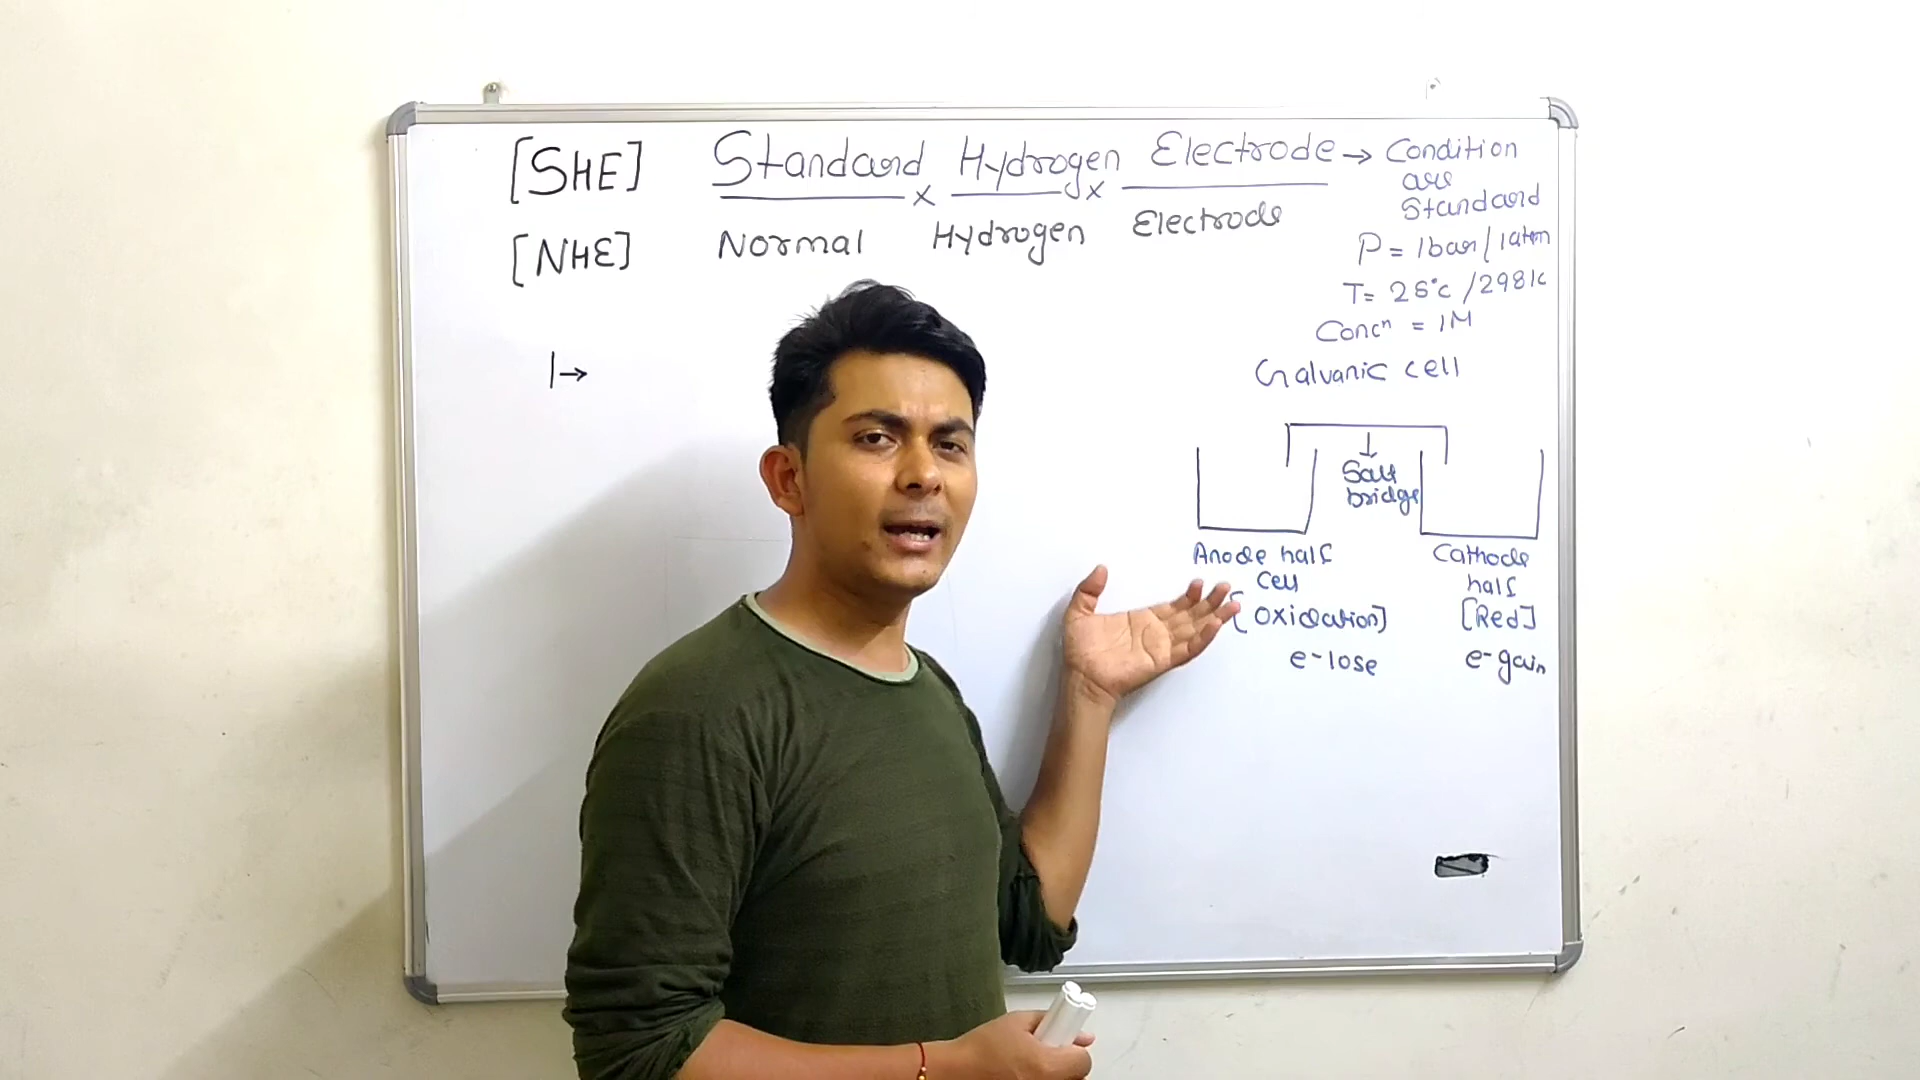 [SHE] Standard Hydrogen Electrode → Condition
are
Standard
[NHE] Normal Hydrogen Electrode
P = 1bar / 1atm
T= 25°c / 298K
Concⁿ = 1M
Galvanic cell
|→
Salt
bridge
Anode half
cell
[Oxidation]
e- lose
Cathode
half
[Red]
e- gain